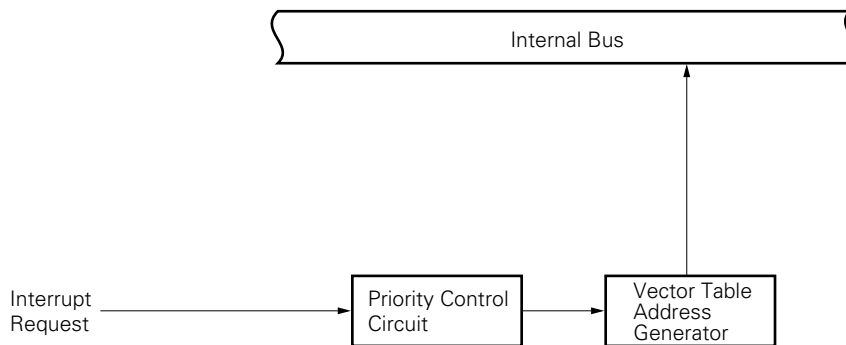 Internal Bus
Interrupt
Request
Priority Control
Circuit
Vector Table
Address
Generator